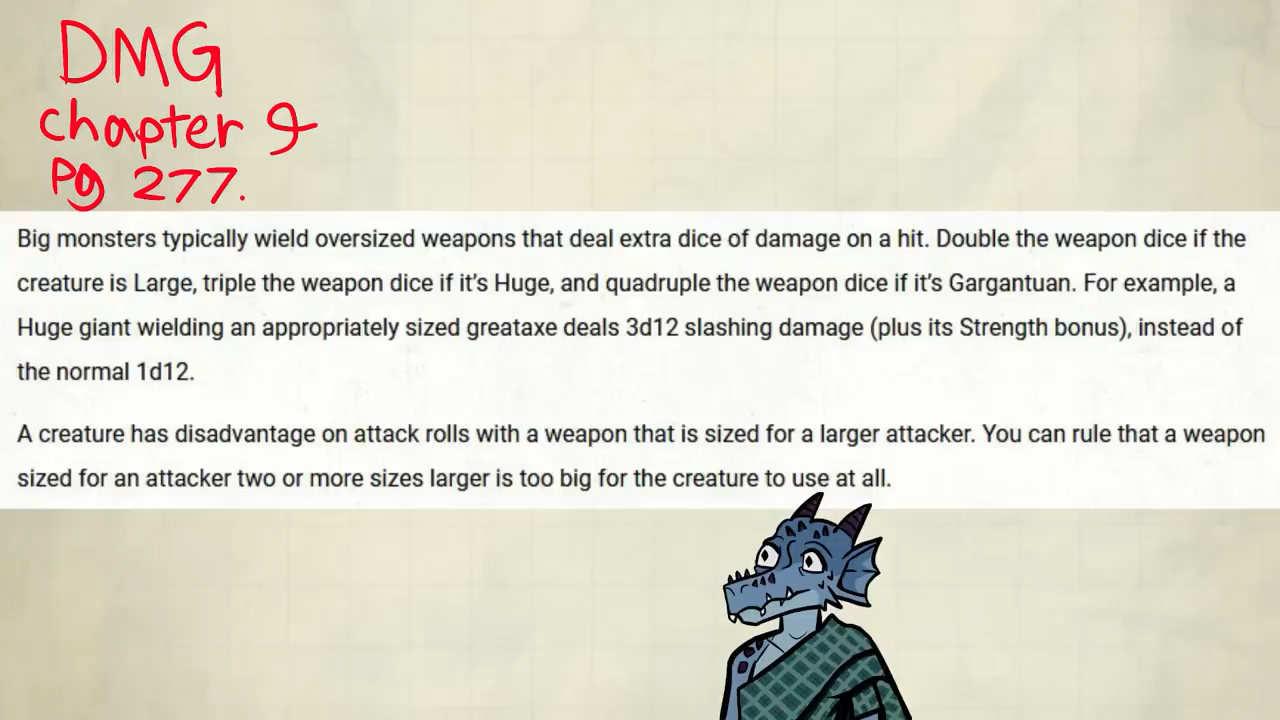 DMG
chapter 9
Pg 277.
Big monsters typically wield oversized weapons that deal extra dice of damage on a hit. Double the weapon dice if the
creature is Large, triple the weapon dice if it’s Huge, and quadruple the weapon dice if it’s Gargantuan. For example, a
Huge giant wielding an appropriately sized greataxe deals 3d12 slashing damage (plus its Strength bonus), instead of
the normal 1d12.
A creature has disadvantage on attack rolls with a weapon that is sized for a larger attacker. You can rule that a weapon
sized for an attacker two or more sizes larger is too big for the creature to use at all.